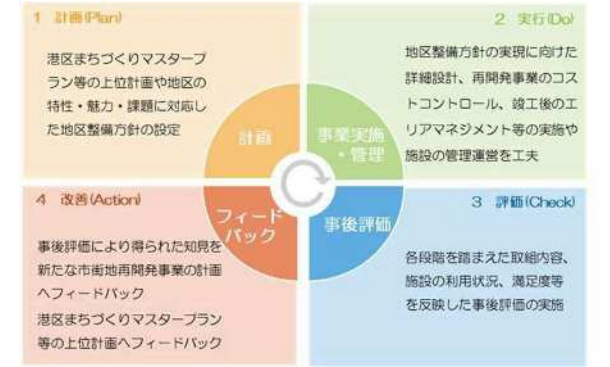 1 計画(Plan)
港区まちづくりマスタープ
ラン等の上位計画や地区の
特性・魅力・課題に対応し
た地区整備方針の設定
計画
2 実行(Do)
地区整備方針の実現に向けた
詳細設計、再開発事業のコス
トコントロール、竣工後のエ
リアマネジメント等の実施や
施設の管理運営を工夫
事業実施
・管理
3 評価(Check)
事後評価
各段階を踏まえた取組内容、
施設の利用状況、満足度等
を反映した事後評価の実施
4 改善(Action)
フィード
バック
事後評価により得られた知見を
新たな市街地再開発事業の計画
へフィードバック
港区まちづくりマスタープラン
等の上位計画へフィードバック